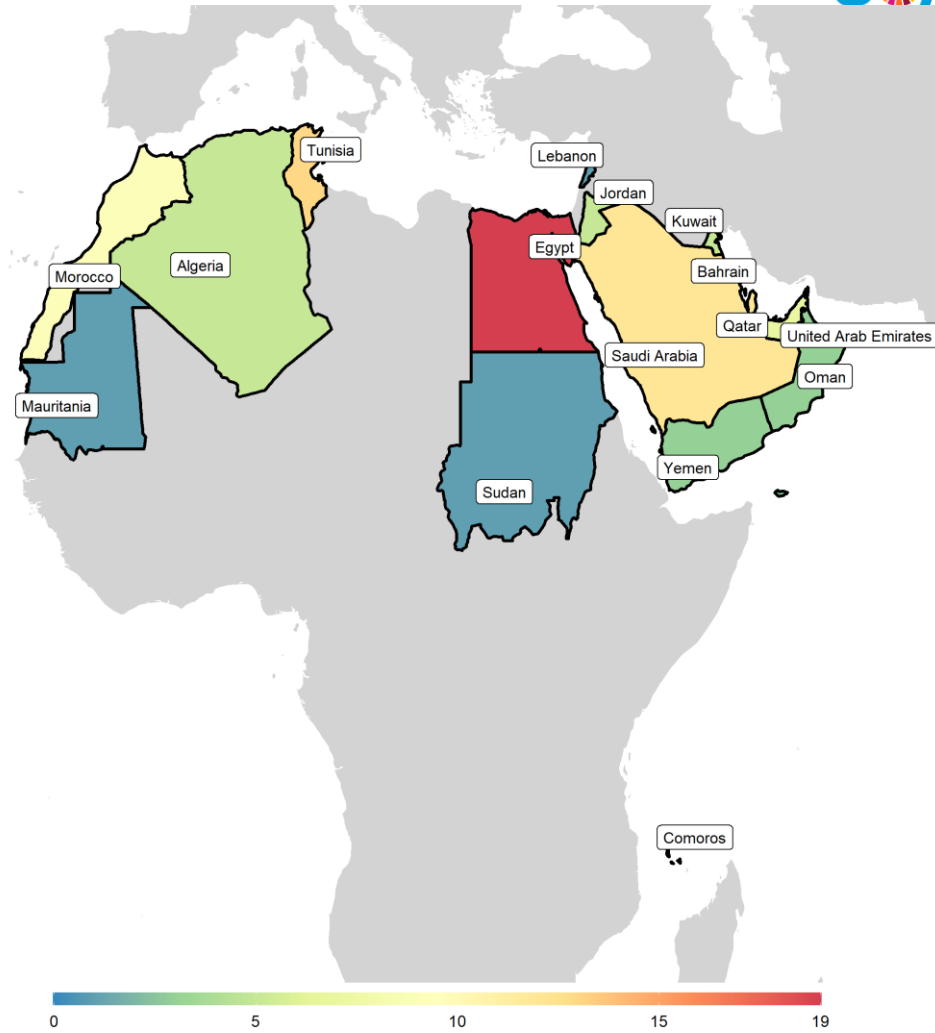 Tunisia
Lebanon
Jordan
Kuwait
Egypt
Algeria
Morocco
Bahrain
Qatar
United Arab Emirates
Saudi Arabia
Oman
Mauritania
Yemen
Sudan
Comoros
0 5 10 15 19